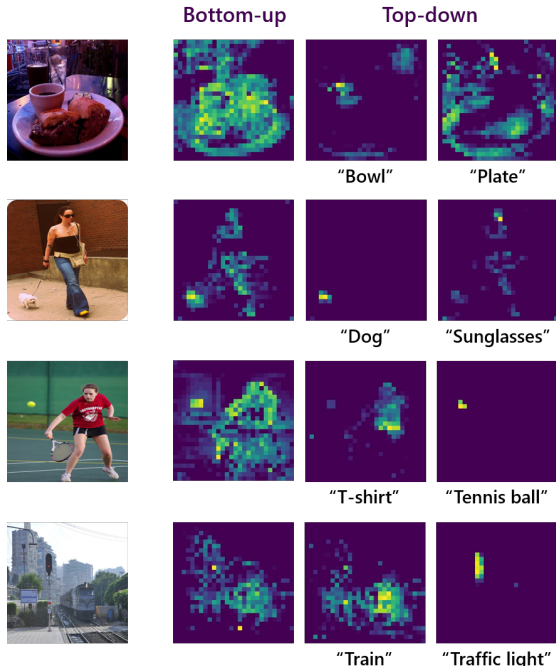 Bottom-up Top-down
“Bowl” “Plate”
“Dog” “Sunglasses”
“T-shirt” “Tennis ball”
“Train” “Traffic light”